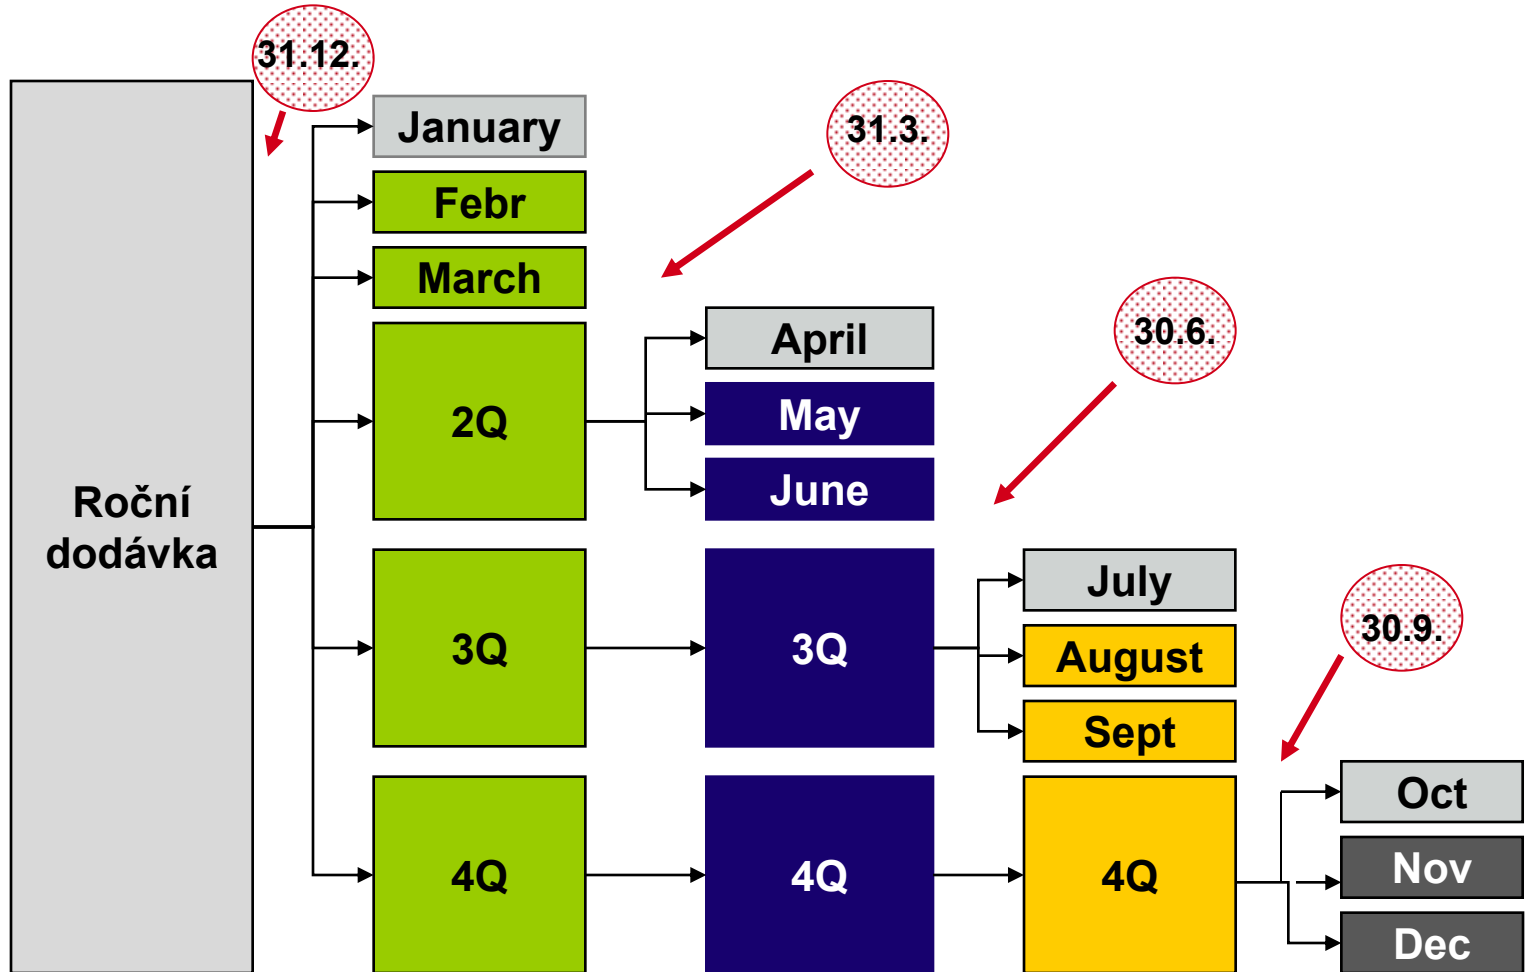 31.12.
January
31.3.
Febr
March
April
30.6.
2Q
May
June
Roční
dodávka
July
3Q
3Q
August
30.9.
Sept
Oct
4Q
4Q
4Q
Nov
Dec